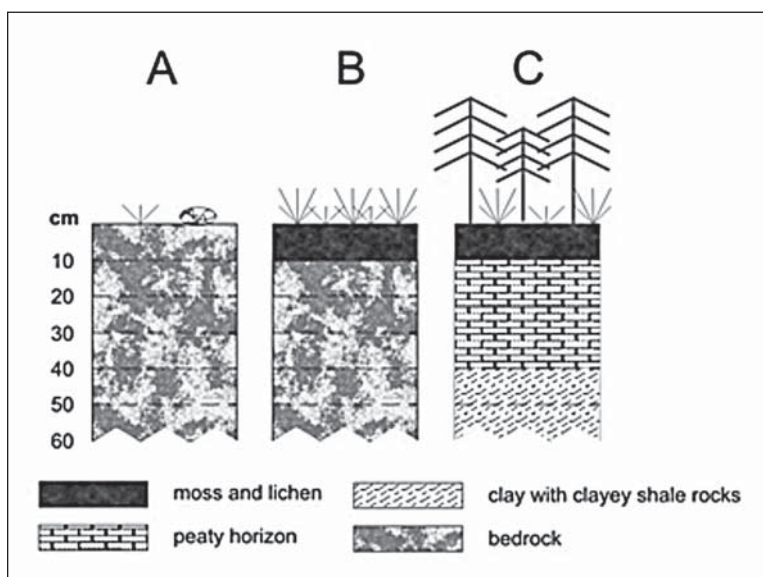 A B C
cm
10
20
30
40
50
60
moss and lichen
clay with clayey shale rocks
peaty horizon
bedrock